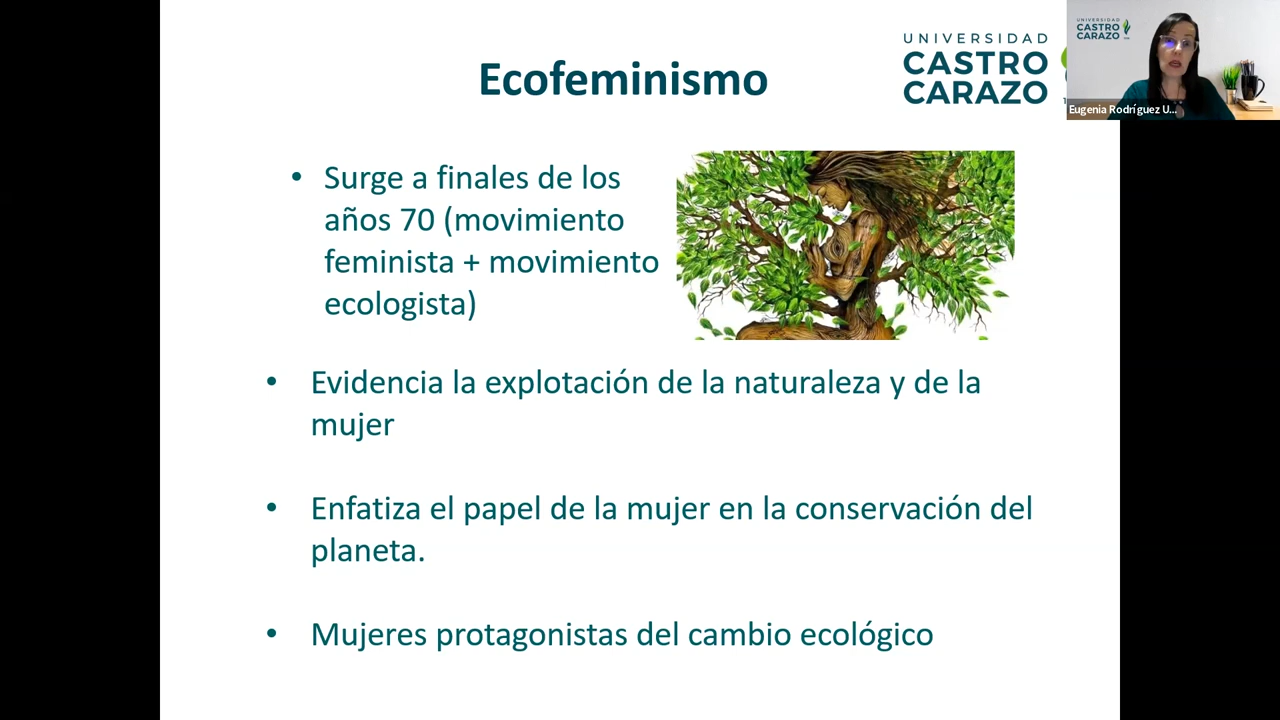 Ecofeminismo
UNIVERSIDAD
CASTRO
CARAZO
UNIVERSIDAD
CASTRO
CARAZO
Eugenia Rodríguez U...
• Surge a finales de los
años 70 (movimiento
feminista + movimiento
ecologista)
• Evidencia la explotación de la naturaleza y de la
mujer
• Enfatiza el papel de la mujer en la conservación del
planeta.
• Mujeres protagonistas del cambio ecológico